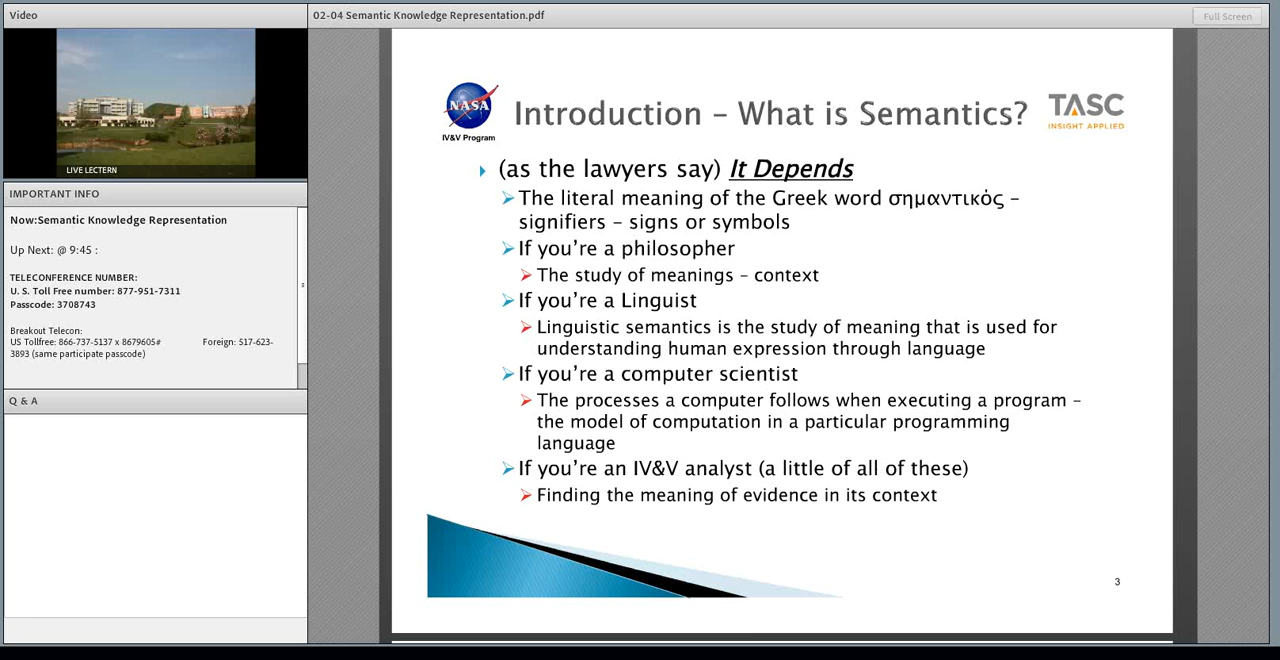 Video
LIVE LECTERN
IMPORTANT INFO
Now:Semantic Knowledge Representation
Up Next: @ 9:45 :
TELECONFERENCE NUMBER:
U. S. Toll Free number: 877-951-7311
Passcode: 3708743
Breakout Telecon:
US Tollfree: 866-737-5137 x 8679605# Foreign: 517-623-
3893 (same participate passcode)
Q & A
02-04 Semantic Knowledge Representation.pdf
Full Screen
NASA
IV&V Program
Introduction – What is Semantics?
TASC
INSIGHT APPLIED
(as the lawyers say) It Depends
The literal meaning of the Greek word σημαντικός –
signifiers – signs or symbols
If you’re a philosopher
The study of meanings – context
If you’re a Linguist
Linguistic semantics is the study of meaning that is used for
understanding human expression through language
If you’re a computer scientist
The processes a computer follows when executing a program –
the model of computation in a particular programming
language
If you’re an IV&V analyst (a little of all of these)
Finding the meaning of evidence in its context
3